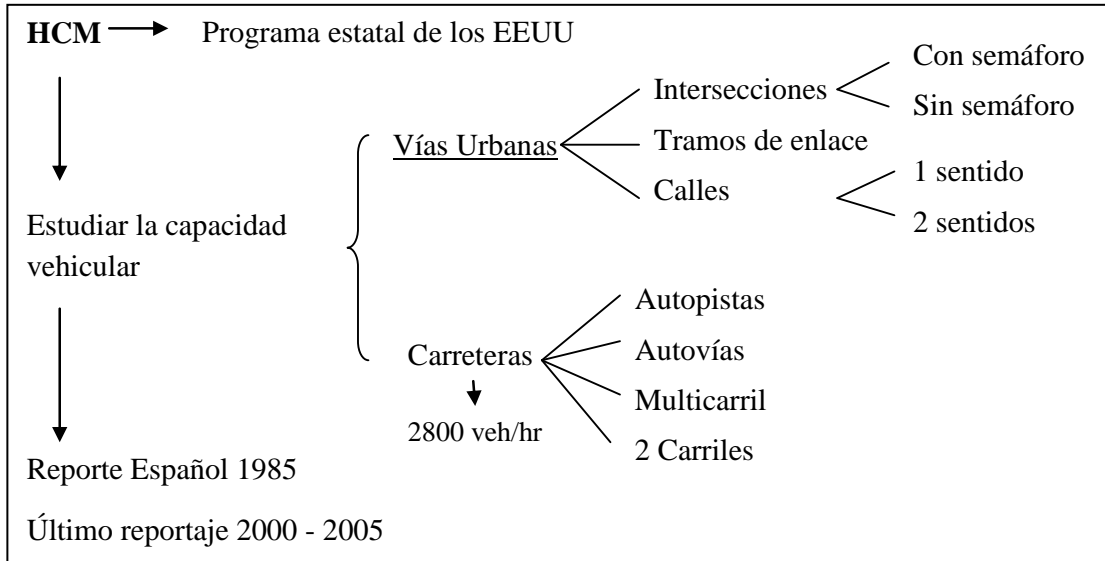 HCM Programa estatal de los EEUU
Estudiar la capacidad
vehicular
Reporte Español 1985
Último reportaje 2000 - 2005
Vías Urbanas
Intersecciones
Con semáforo
Sin semáforo
Tramos de enlace
Calles
1 sentido
2 sentidos
Carreteras
2800 veh/hr
Autopistas
Autovías
Multicarril
2 Carriles